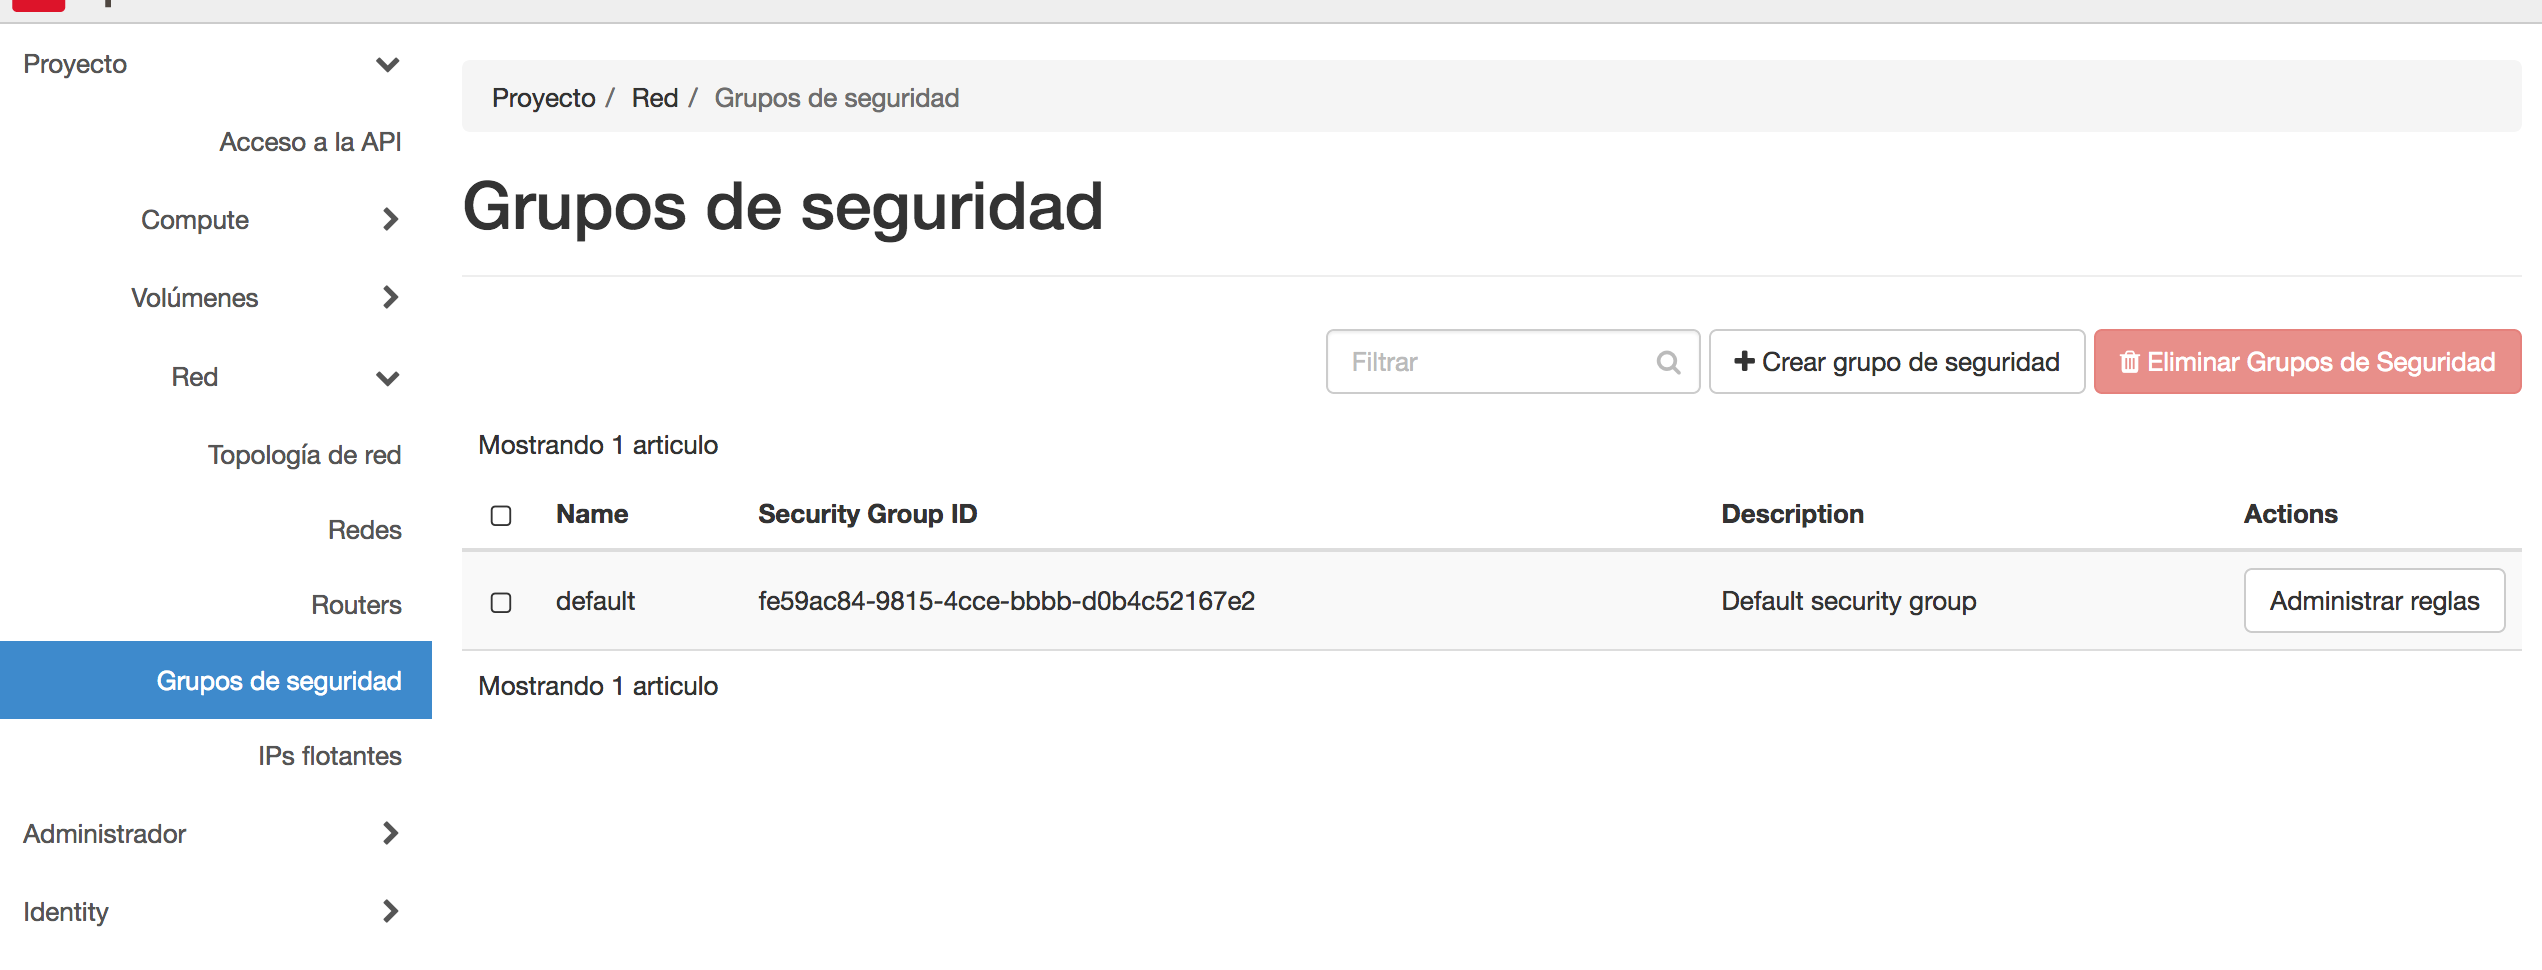 Proyecto
Acceso a la API
Compute
Volúmenes
Red
Topología de red
Redes
Routers
Grupos de seguridad
IPs flotantes
Administrador
Identity
Proyecto / Red / Grupos de seguridad
Grupos de seguridad
Filtrar
Crear grupo de seguridad
Eliminar Grupos de Seguridad
Mostrando 1 articulo
Name Security Group ID Description Actions
default fe59ac84-9815-4cce-bbbb-d0b4c52167e2 Default security group Administrar reglas
Mostrando 1 articulo